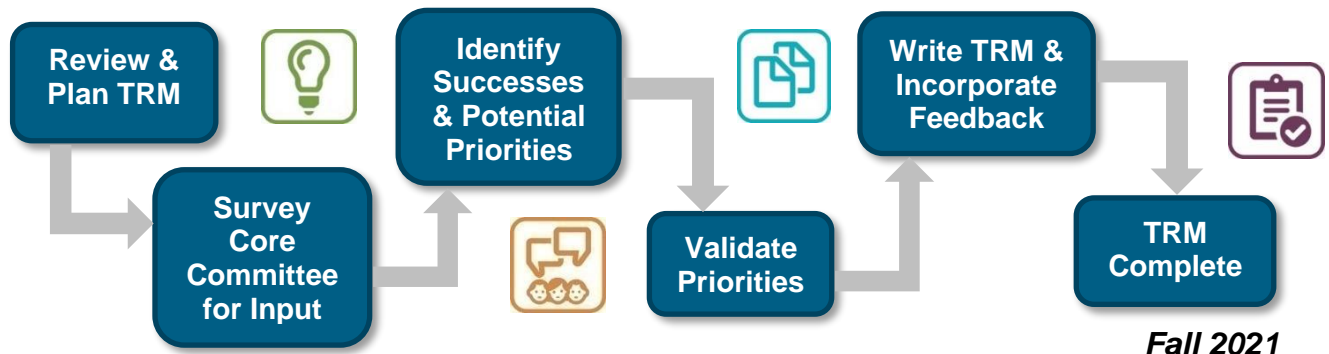 Review &
Plan TRM
Survey
Core
Committee
for Input
Identify
Successes
& Potential
Priorities
Validate
Priorities
Write TRM &
Incorporate
Feedback
TRM
Complete
Fall 2021